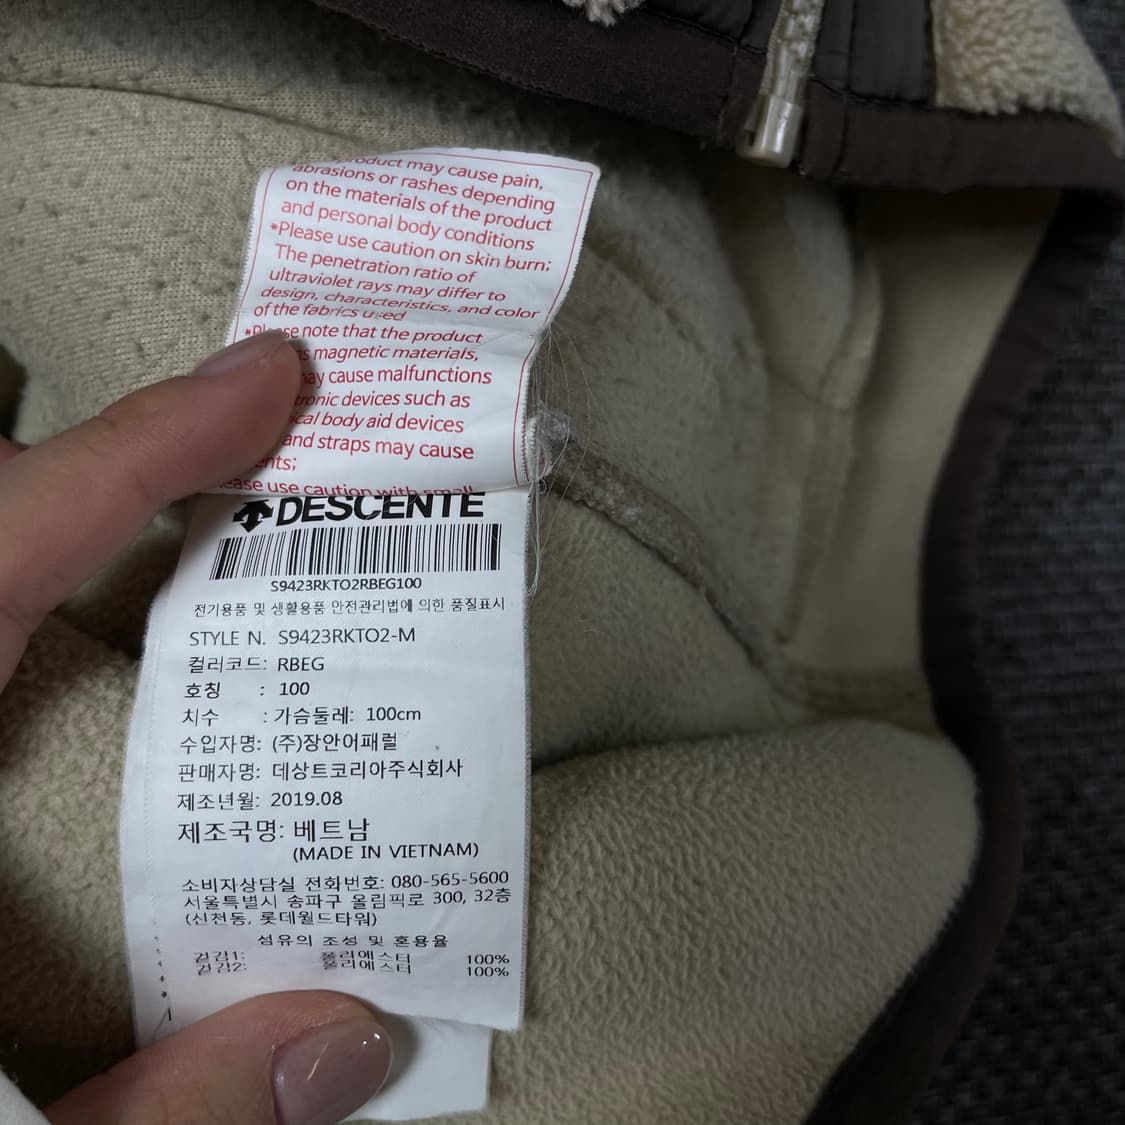 product may cause pain,
abrasions or rashes depending
on the materials of the product
and personal body conditions
*Please use caution on skin burn;
The penetration ratio of
ultraviolet rays may differ to
design, characteristics, and color
of the fabrics used
*Please note that the product
magnetic materials,
may cause malfunctions
devices such as
body aid devices
and straps may cause
use caution with small
DESCENTE
S9423RKTO2RBEG100
전기용품 및 생활용품 안전관리법에 의한 품질표시
STYLE N. S9423RKTO2-M
컬러코드: RBEG
호칭 : 100
치수 : 가슴둘레: 100cm
수입자명: (주)장안어패럴
판매자명: 데상트코리아주식회사
제조년월: 2019.08
제조국명: 베트남
(MADE IN VIETNAM)
소비자상담실 전화번호: 080-565-5600
서울특별시 송파구 올림픽로 300, 32층
(신천동, 롯데월드타워)
섬유의 조성 및 혼용율
겉감1: 폴리에스터 100%
겉감2: 폴리에스터 100%